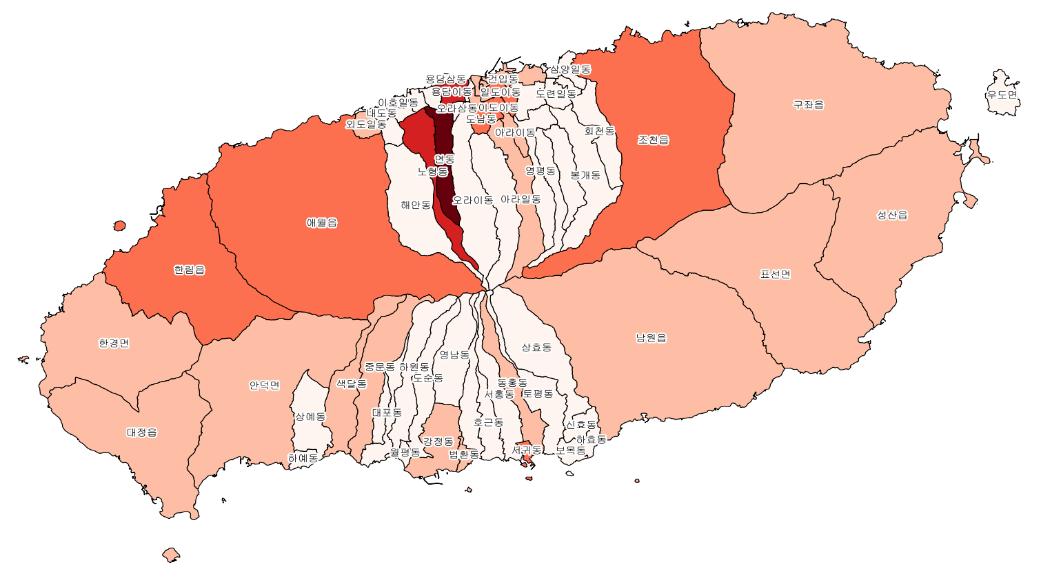 삼양일동
용담삼동
건입동
용담이동
일도이동
도련일동
우도면
이호일동
구좌읍
오라삼동
이도이동
대도동
도남동
외도일동
아라이동
회천동
조천읍
연동
노형동
영평동
봉개동
해안동
오라이동
아라일동
성산읍
애월읍
한림읍
표선면
남원읍
한경면
상효동
영남동
중문동
하원동
도순동
안덕면
색달동
동홍동
서홍동
토평동
대포동
상예동
호근동
신효동
대정읍
강정동
하효동
월평동
법환동
서귀동
보목동
하예동